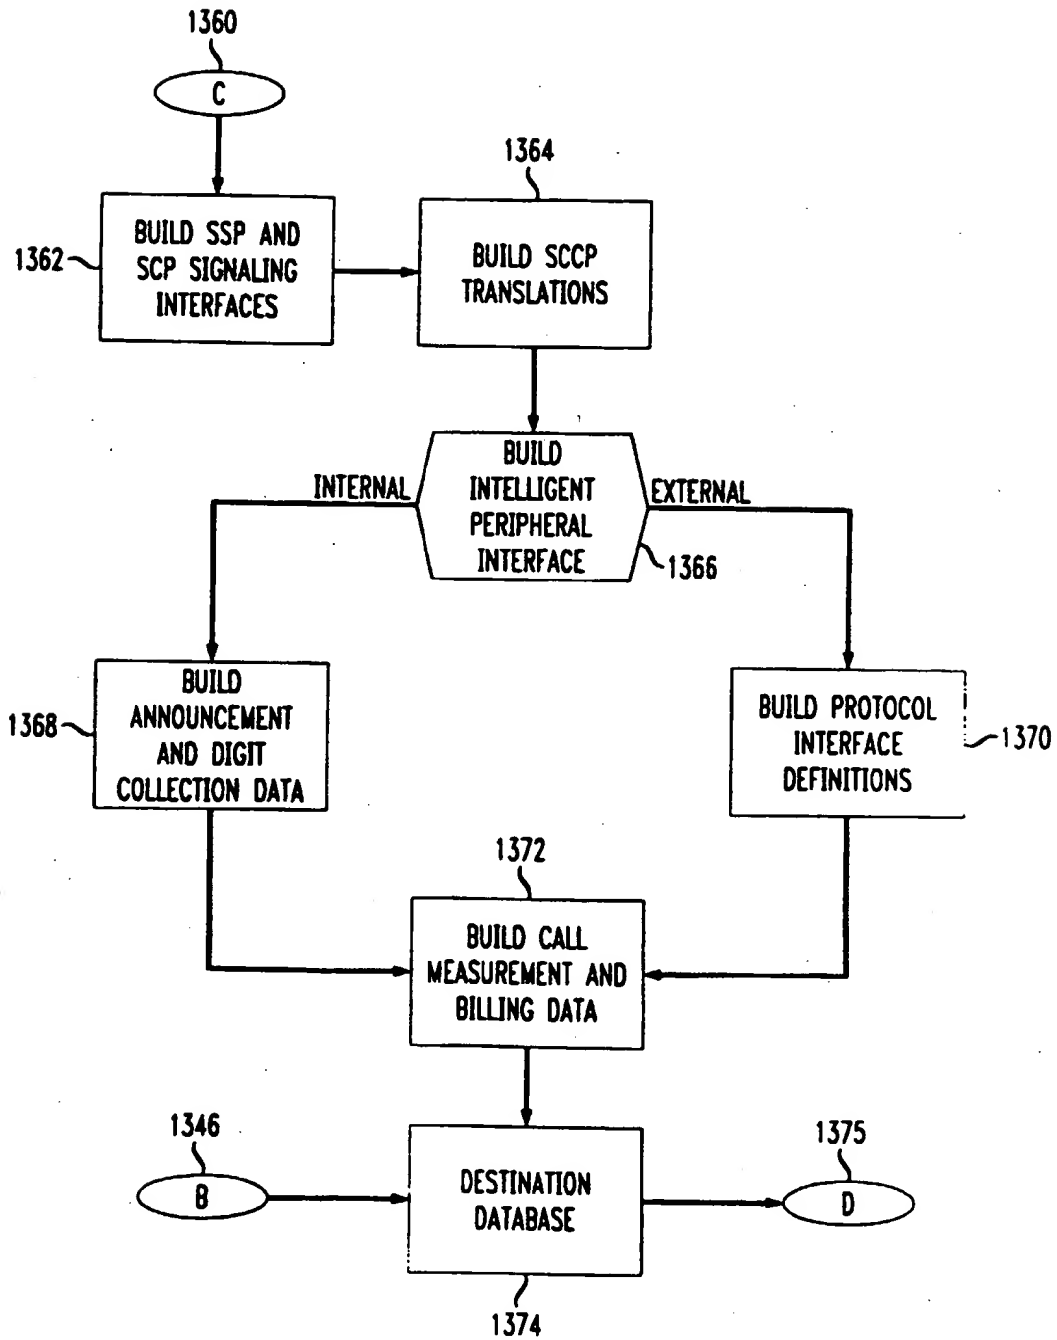 1360
C
1364
1362
BUILD SSP AND
SCP SIGNALING
INTERFACES
BUILD SCCP
TRANSLATIONS
BUILD
INTELLIGENT
PERIPHERAL
INTERFACE
INTERNAL
EXTERNAL
1366
1368
BUILD
ANNOUNCEMENT
AND DIGIT
COLLECTION DATA
BUILD PROTOCOL
INTERFACE
DEFINITIONS
1370
1372
BUILD CALL
MEASUREMENT AND
BILLING DATA
1346
B
DESTINATION
DATABASE
1375
D
1374